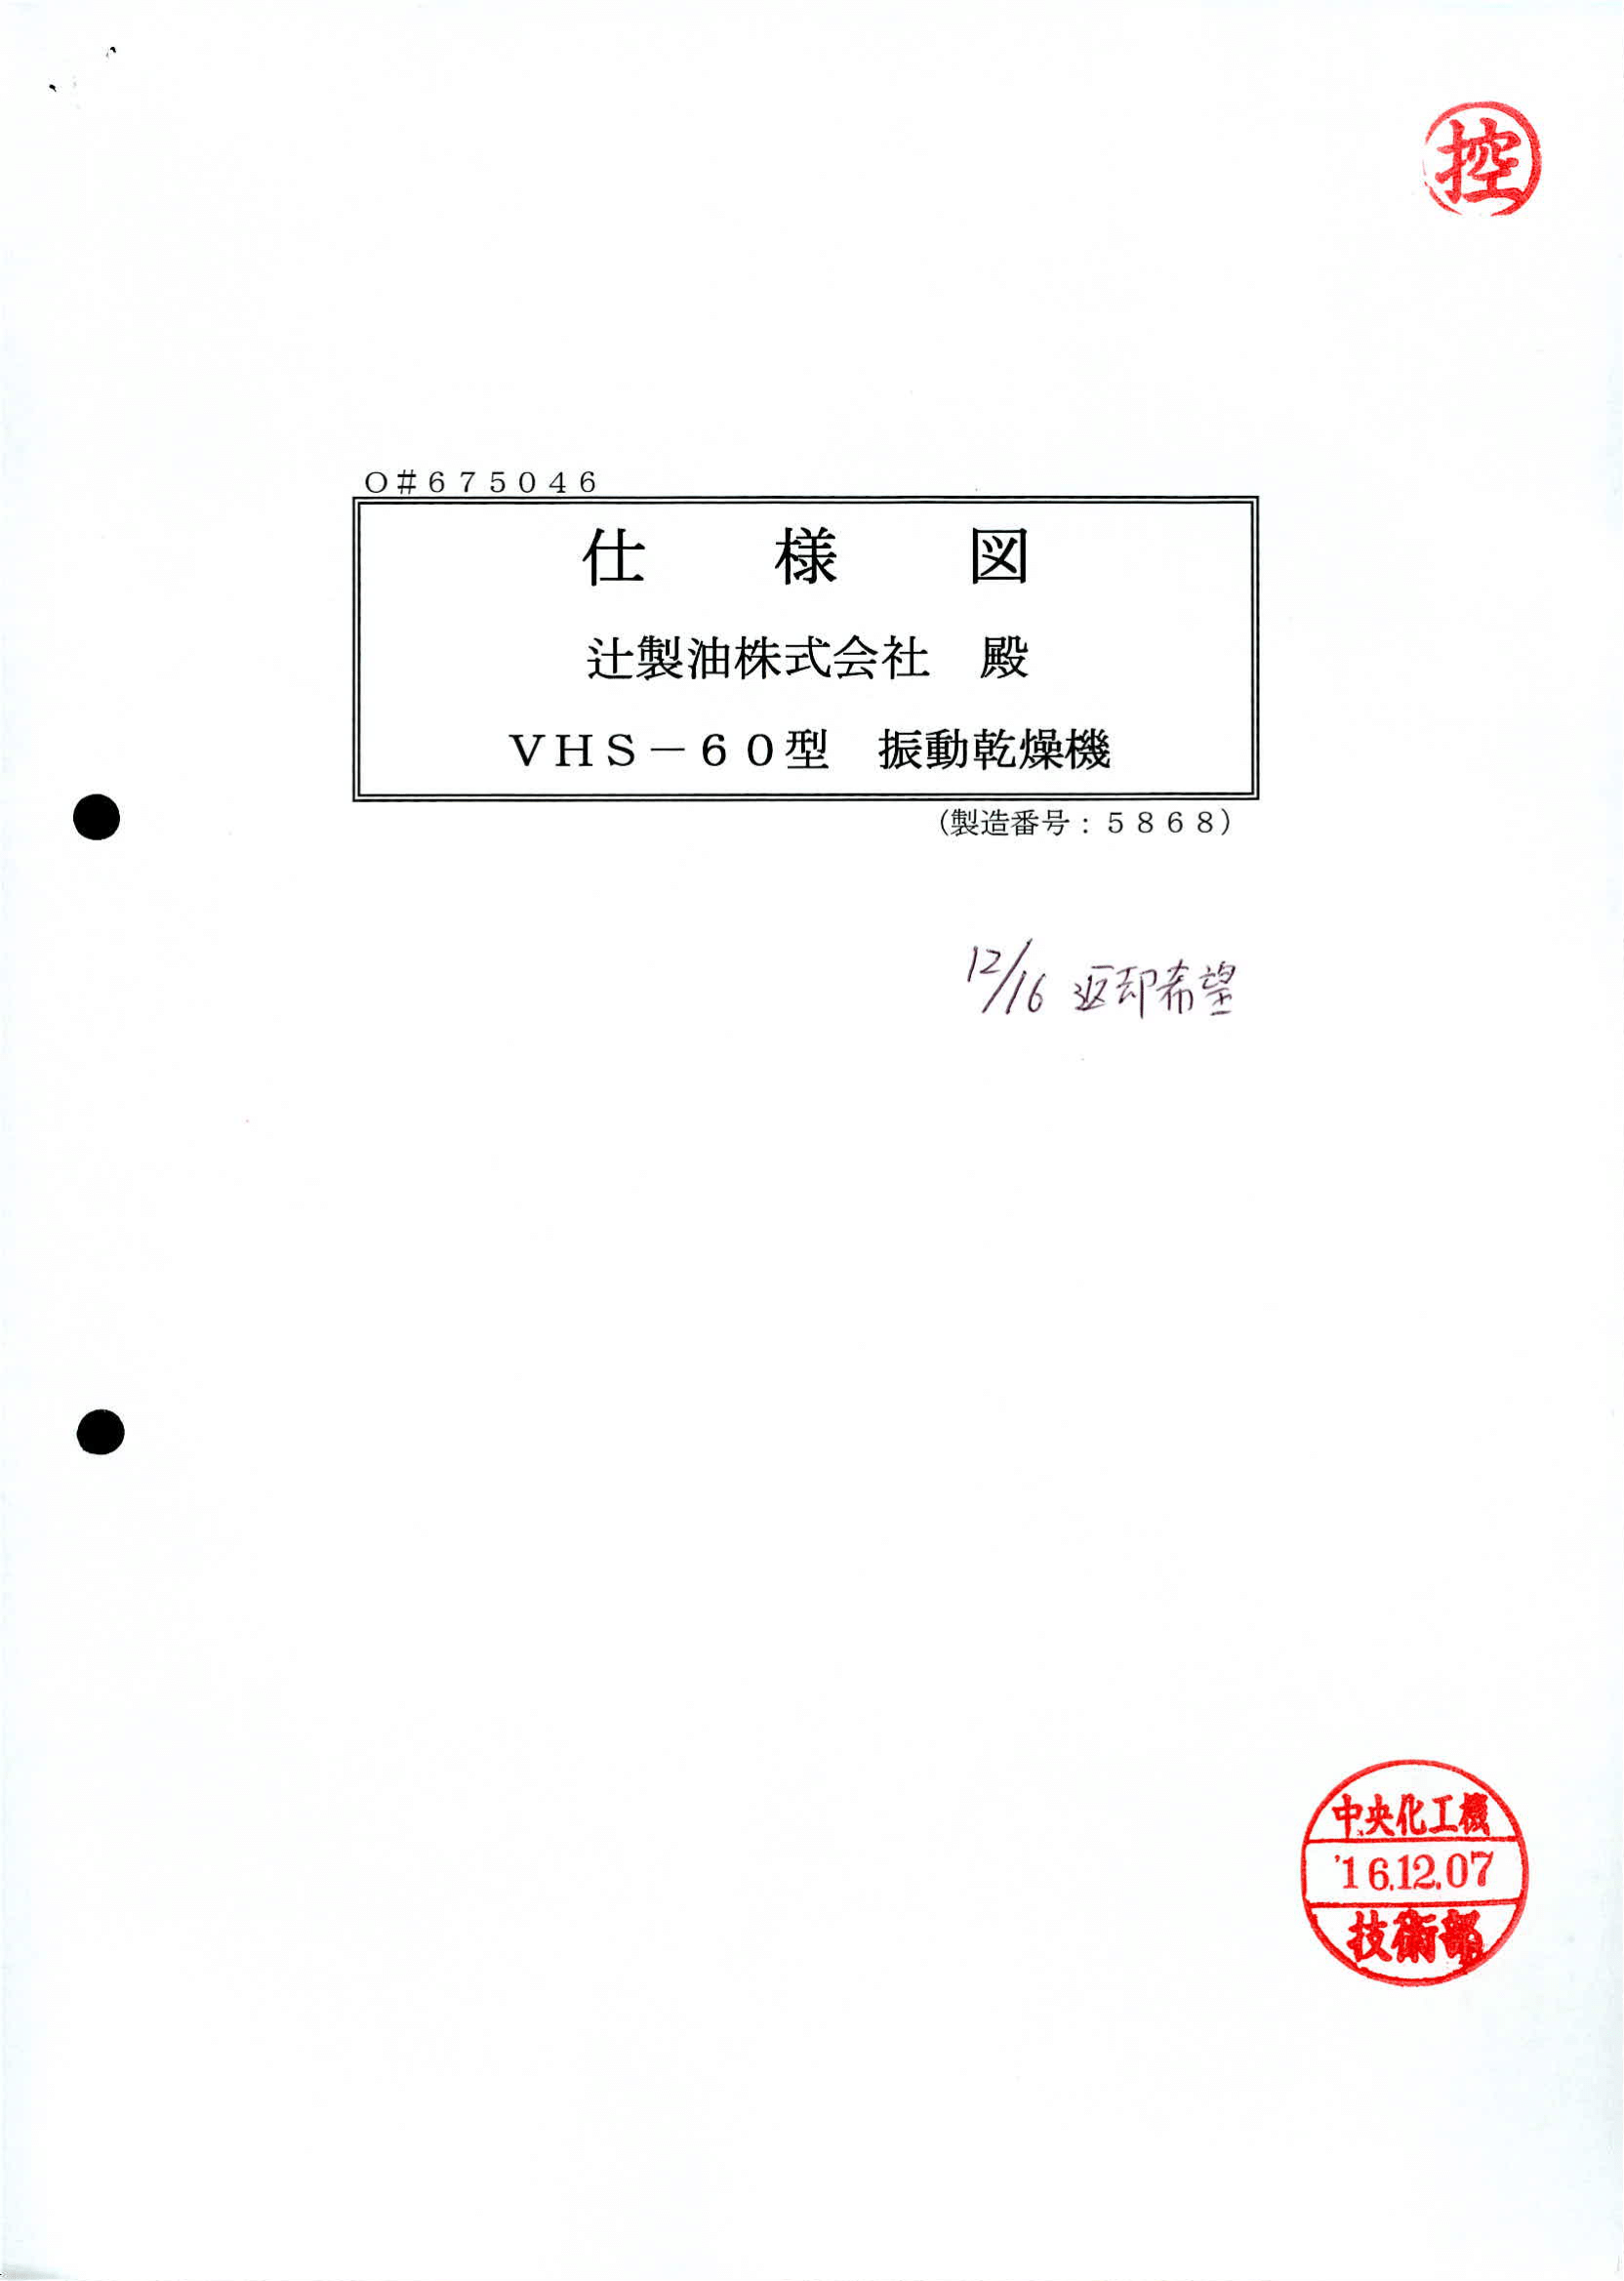 控
O#675046
仕　様　図
辻製油株式会社　殿
VHS－60型　振動乾燥機
(製造番号：5868)
12/16 返却希望
中央化工機
'16.12.07
技術部